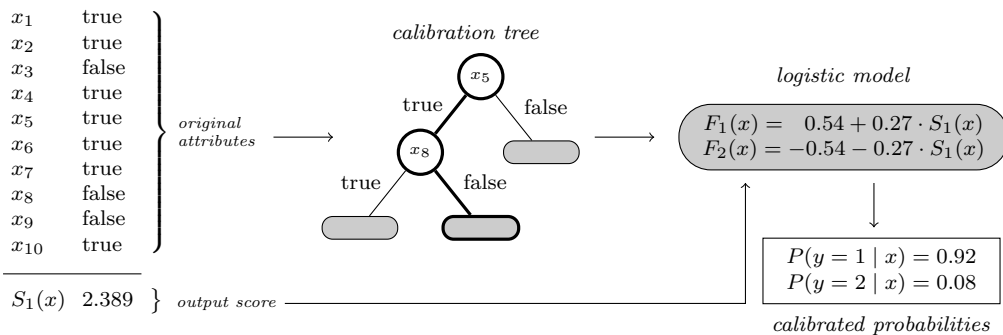 x1 true
x2 true
x3 false
x4 true
x5 true
x6 true
x7 true
x8 false
x9 false
x10 true
S1(x) 2.389
original
attributes
output score
calibration tree
x5
true
false
x8
true
false
logistic model
F1(x) = 0.54 + 0.27 · S1(x)
F2(x) = −0.54 − 0.27 · S1(x)
P(y = 1 | x) = 0.92
P(y = 2 | x) = 0.08
calibrated probabilities